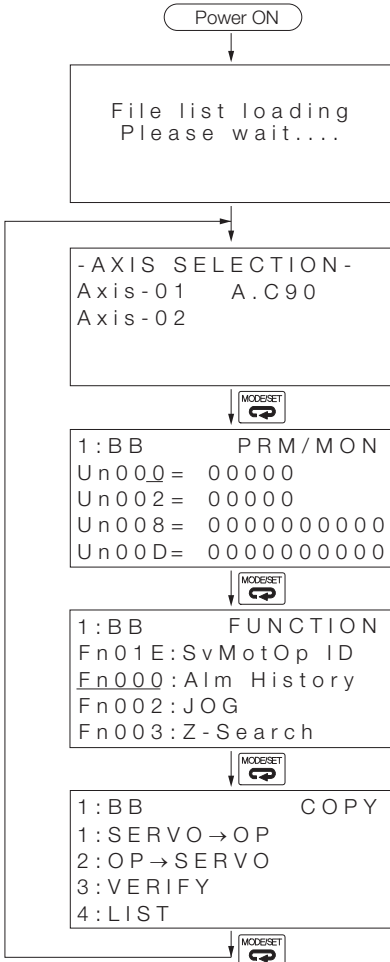 Power ON
File list loading
Please wait....
-AXIS SELECTION-
Axis-01 A.C90
Axis-02
MODE/SET
1:BB PRM/MON
Un000= 00000
Un002= 00000
Un008= 0000000000
Un00D= 0000000000
MODE/SET
1:BB FUNCTION
Fn01E:SvMotOp ID
Fn000:Alm History
Fn002:JOG
Fn003:Z-Search
MODE/SET
1:BB COPY
1:SERVO→OP
2:OP→SERVO
3:VERIFY
4:LIST
MODE/SET